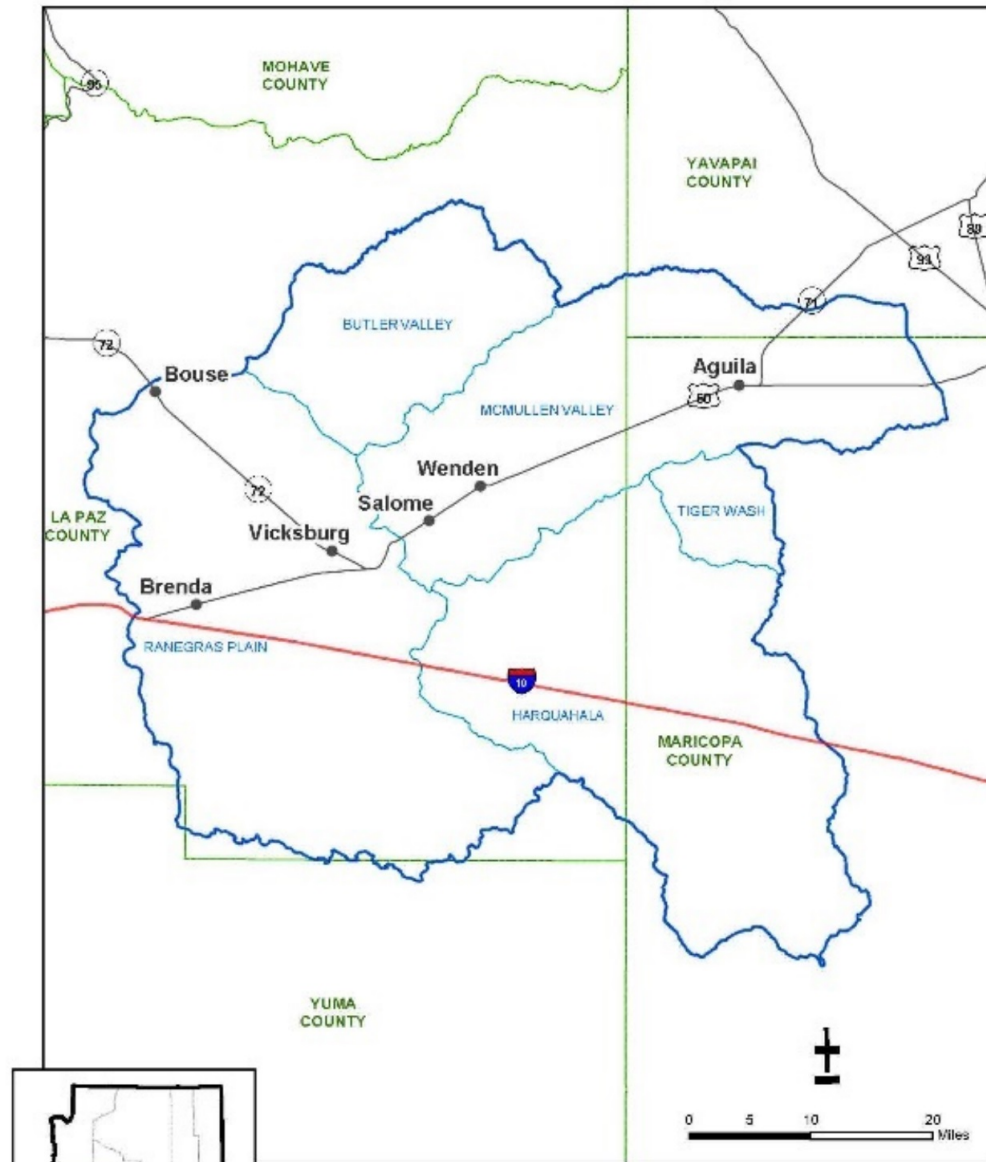 MOHAVE
COUNTY
95
YAVAPAI
COUNTY
89
93
71
BUTLER VALLEY
72
Bouse
Aguila
60
MCMULLEN VALLEY
Wenden
72
Salome
TIGER WASH
LA PAZ
COUNTY
Vicksburg
Brenda
RANEGRAS PLAIN
10
HARQUAHALA
MARICOPA
COUNTY
YUMA
COUNTY
0 5 10 20
Miles